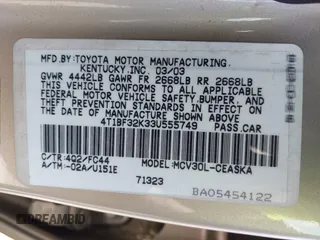 MFD.BY:TOYOTA MOTOR MANUFACTURING.
KENTUCKY.INC. 03/03
GVWR 4442LB GAWR FR 2668LB RR 2668LB
THIS VEHICLE CONFORMS TO ALL APPLICABLE
FEDERAL MOTOR VEHICLE SAFETY,BUMPER, AND
THEFT PREVENTION STANDARDS IN EFFECT ON
THE DATE OF MANUFACTURE SHOWN ABOVE.
4T1BF32K33U555749 PASS.CAR
C/TR:4Q2/FC44 MODEL:MCV30L-CEASKA
A/TM:-02A/U151E
71323
BA05454122
DREAMBID